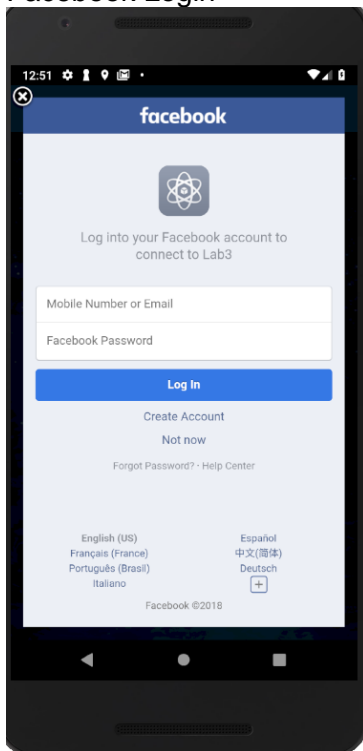 Facebook Login
12:51
facebook
Log into your Facebook account to
connect to Lab3
Mobile Number or Email
Facebook Password
Log In
Create Account
Not now
Forgot Password? · Help Center
English (US)
Español
Français (France)
中文(简体)
Português (Brasil)
Deutsch
Italiano
Facebook ©2018